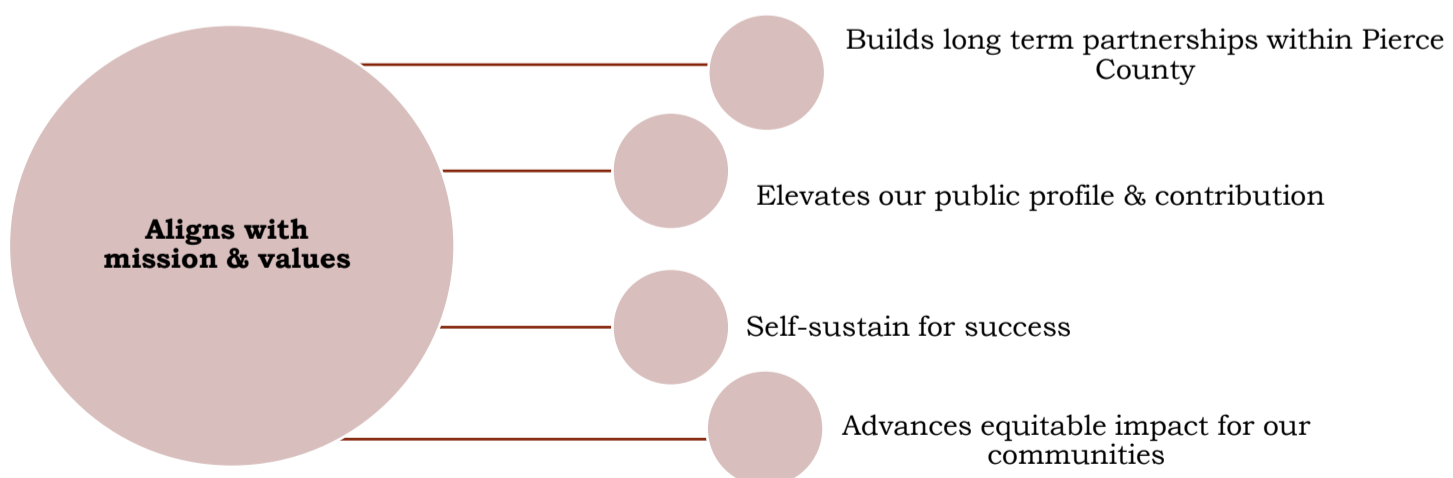 Aligns with
mission & values
Builds long term partnerships within Pierce
County
Elevates our public profile & contribution
Self-sustain for success
Advances equitable impact for our
communities